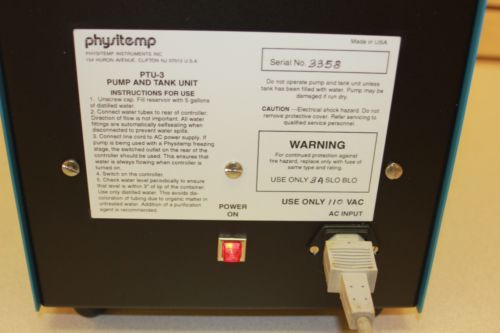 physitemp
PHYSITEMP INSTRUMENTS INC.
154 HURON AVENUE, CLIFTON NJ 07013 U.S.A.
PTU-3
PUMP AND TANK UNIT
INSTRUCTIONS FOR USE
1. Unscrew cap. Fill reservoir with 5 gallons
of distilled water.
2. Connect water tubes to rear of controller.
Direction of flow is not important. All water
fittings are automatically selfsealing when
disconnected to prevent water spills.
3. Connect line cord to AC power supply. If
pump is being used with a Physitemp freezing
stage, the switched outlet on the rear of the
controller should be used. This ensures that
water is always flowing when controller is
turned on.
4. Switch on the controller.
5. Check water level periodically to ensure
that level is within 3" of lip of the container.
Use only distilled water. This avoids dis-
coloration of tubing due to organic matter in
untreated water. Addition of a purification
agent is recommended.
Made in USA
Serial No. 3358
Do not operate pump and tank unit unless
tank has been filled with water. Pump may be
damaged if run dry.
CAUTION — Electrical shock hazard. Do not
remove protective cover. Refer servicing to
qualified service personnel.
WARNING
For continued protection against
fire hazard, replace only with fuse of
same type and rating.
USE ONLY 3A SLO BLO
USE ONLY 110 VAC
AC INPUT
POWER
ON